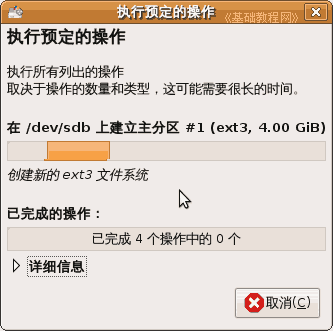 执行预定的操作
《基础教程网》
执行预定的操作
执行所有列出的操作
取决于操作的数量和类型，这可能需要很长的时间。
在 /dev/sdb 上建立主分区 #1 (ext3, 4.00 GiB)
创建新的 ext3 文件系统
已完成的操作：
已完成 4 个操作中的 0 个
详细信息
取消(C)